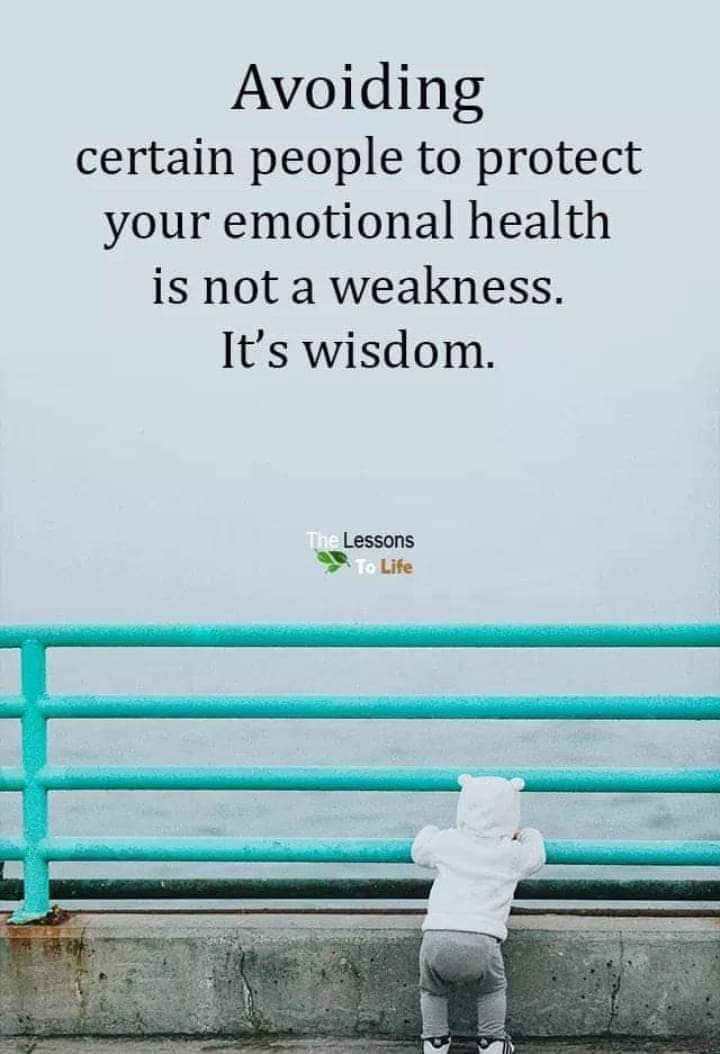 Avoiding
certain people to protect
your emotional health
is not a weakness.
It’s wisdom.
The Lessons
To Life